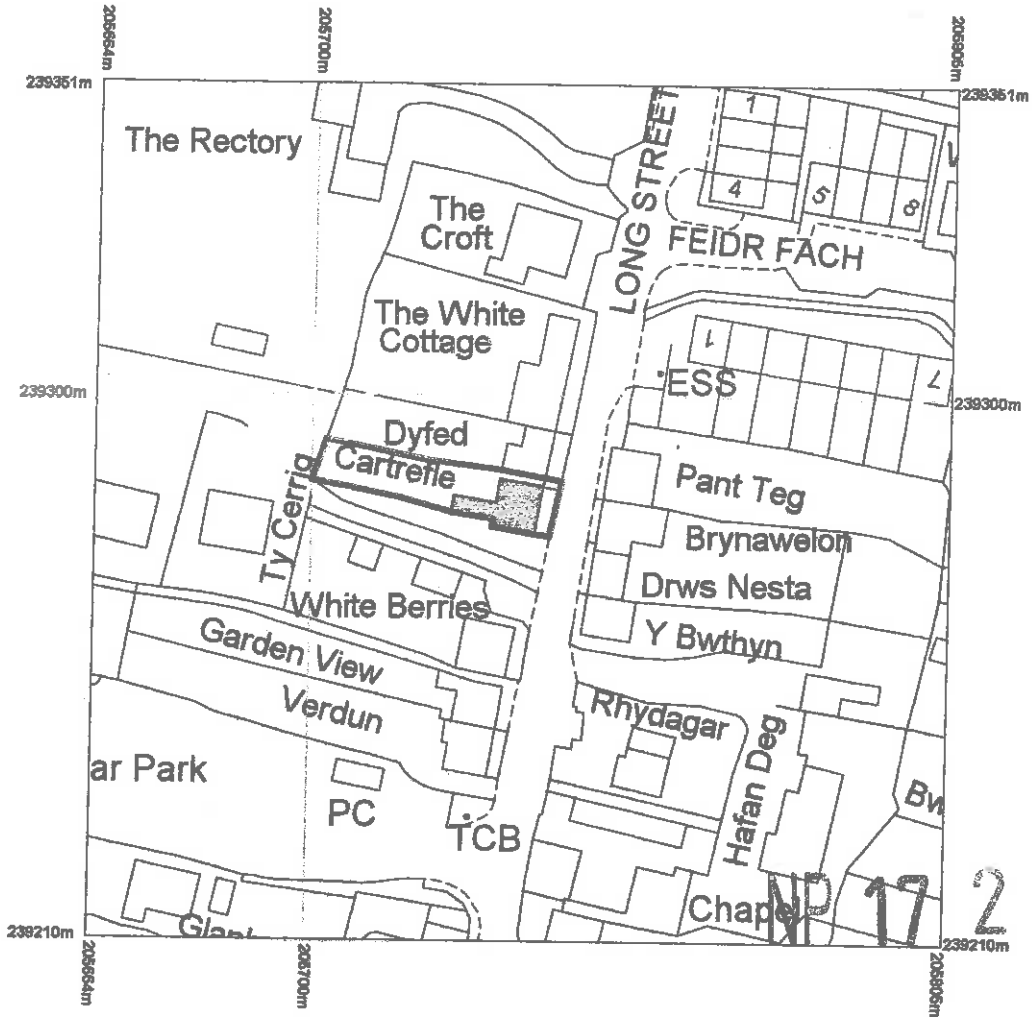 205664m
205700m
205806m
239351m
239351m
The Rectory
LONG STREET
1
4
5
8
The
Croft
FEIDR FACH
The White
Cottage
1
7
ESS
239300m
239300m
Dyfed
Cartrefle
Pant Teg
Ty Cerrig
Brynawelon
Drws Nesta
White Berries
Y Bwthyn
Garden View
Verdun
Rhydagar
Hafan Deg
ar Park
PC
TCB
Bw
Chapel
NP 17 2
239210m
239210m
205664m
205700m
205806m